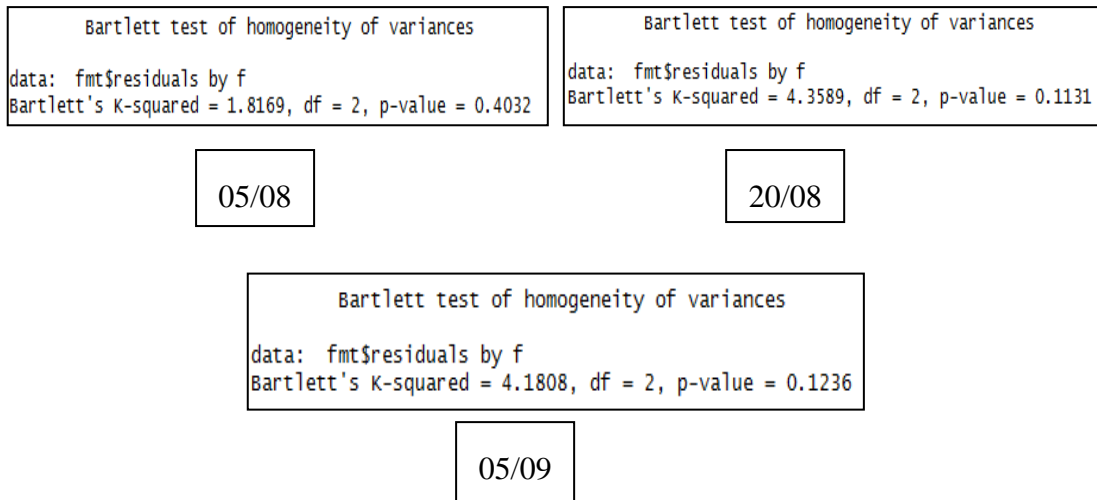 Bartlett test of homogeneity of variances
data: fmt$residuals by f
Bartlett's K-squared = 1.8169, df = 2, p-value = 0.4032
05/08
Bartlett test of homogeneity of variances
data: fmt$residuals by f
Bartlett's K-squared = 4.3589, df = 2, p-value = 0.1131
20/08
Bartlett test of homogeneity of variances
data: fmt$residuals by f
Bartlett's K-squared = 4.1808, df = 2, p-value = 0.1236
05/09